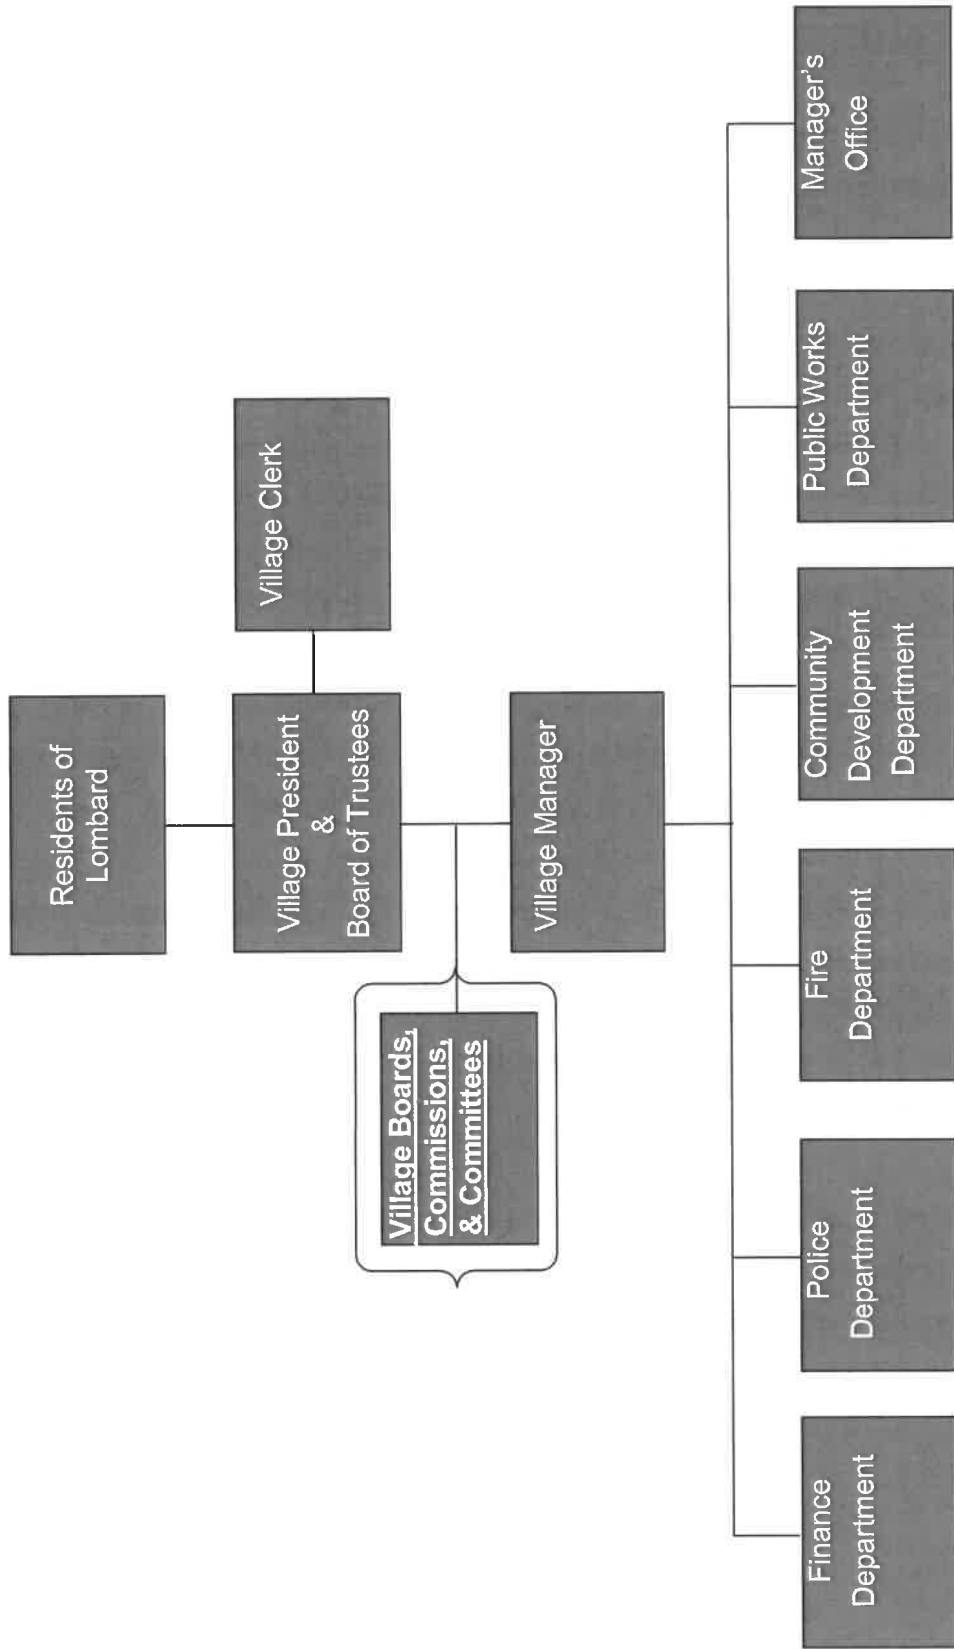 Residents of
Lombard
Village President
&
Board of Trustees
Village Clerk
Village Boards,
Commissions,
& Committees
Village Manager
Finance
Department
Police
Department
Fire
Department
Community
Development
Department
Public Works
Department
Manager's
Office